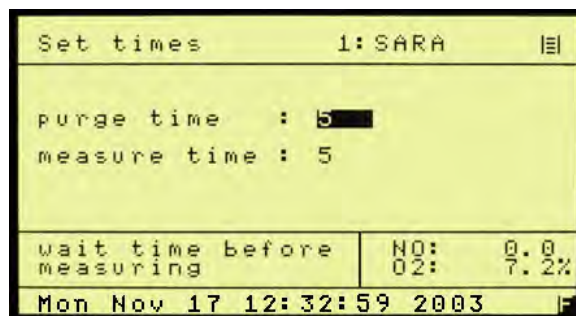 Set times 1:SARA
purge time : 5
measure time : 5
wait time before
measuring
NO: 0.0
O2: 7.2%
Mon Nov 17 12:32:59 2003 F